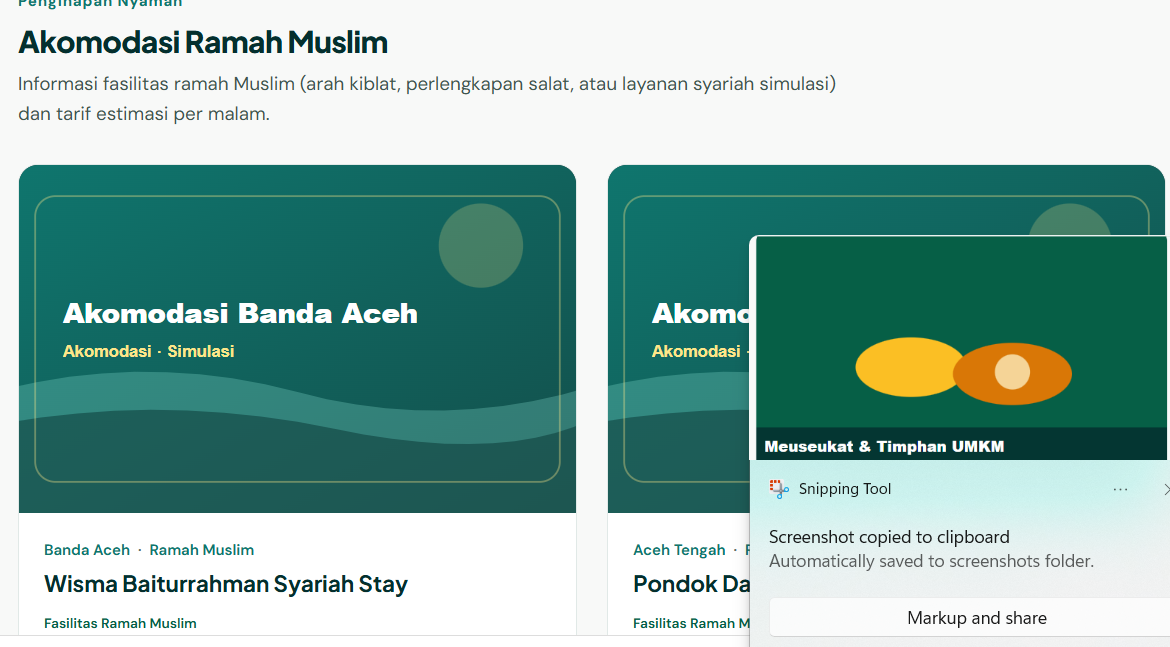 Penginapan Nyaman
Akomodasi Ramah Muslim
Informasi fasilitas ramah Muslim (arah kiblat, perlengkapan salat, atau layanan syariah simulasi)
dan tarif estimasi per malam.
Akomodasi Banda Aceh
Akomodasi · Simulasi
Banda Aceh · Ramah Muslim
Wisma Baiturrahman Syariah Stay
Fasilitas Ramah Muslim
Akomodasi ·
Aceh Tengah ·
Pondok
Fasilitas Ramah
Meuseukat & Timphan UMKM
Snipping Tool
Screenshot copied to clipboard
Automatically saved to screenshots folder.
Markup and share